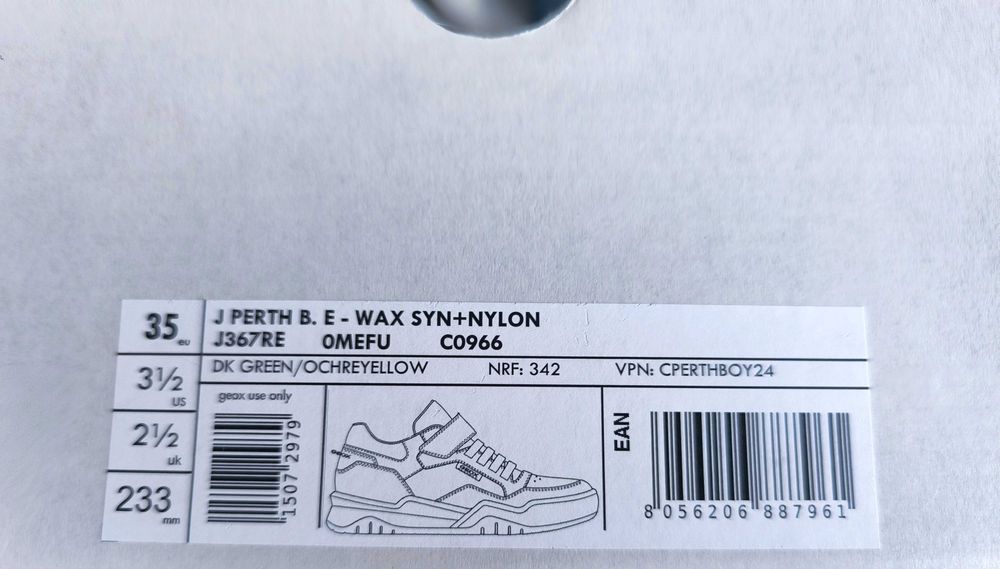 35 eu
3½ US
2½ uk
233 mm
J PERTH B. E - WAX SYN+NYLON
J367RE 0MEFU C0966
DK GREEN/OCHREYELLOW NRF: 342 VPN: CPERTHBOY24
geox use only
1507 2979
EAN
8 056206 887961